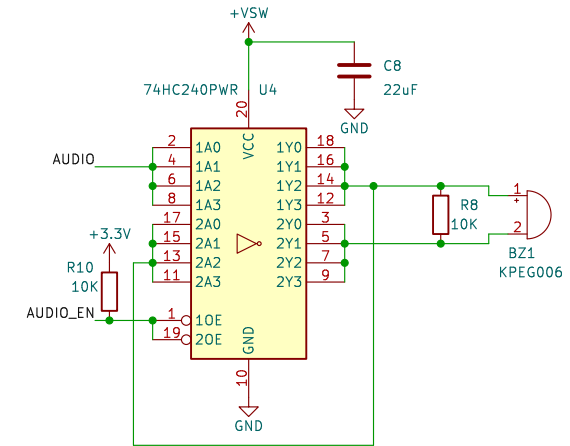 +VSW
C8
22uF
GND
74HC240PWR U4
20
VCC
AUDIO
2 1A0 1Y0 18
4 1A1 1Y1 16
6 1A2 1Y2 14
8 1A3 1Y3 12
17 2A0 2Y0 3
15 2A1 2Y1 5
13 2A2 2Y2 7
11 2A3 2Y3 9
R8
10K
1
+
2
BZ1
KPEG006
+3.3V
R10
10K
AUDIO_EN
1 1OE
19 2OE
GND
10
GND